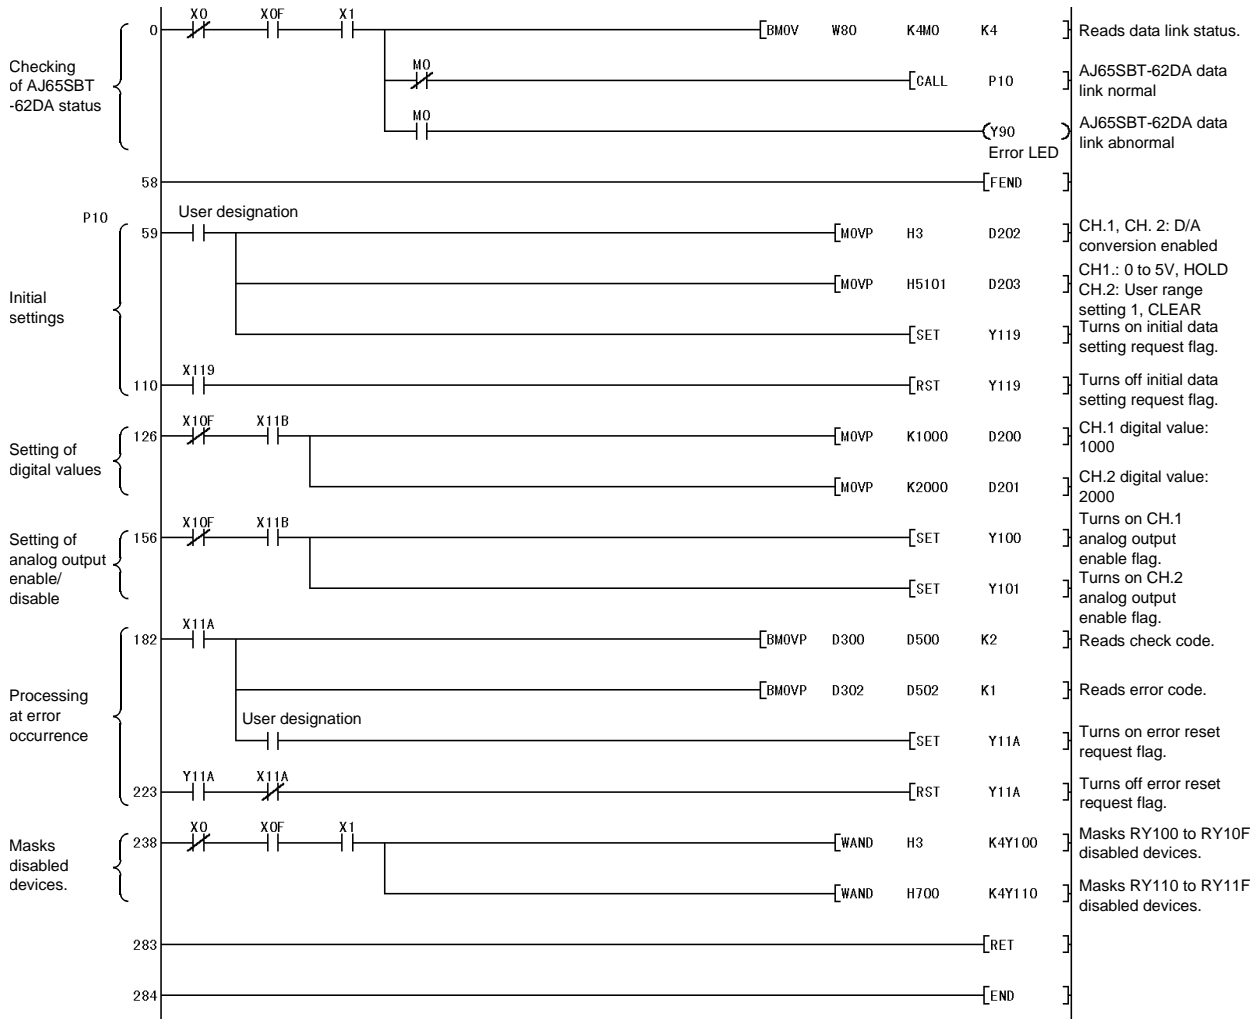 X0 X0F X1
0 BMOV W80 K4M0 K4 Reads data link status.
Checking
of AJ65SBT
-62DA status
M0
CALL P10
AJ65SBT-62DA data
link normal
M0
Y90
Error LED
AJ65SBT-62DA data
link abnormal
58 FEND
P10
User designation
59 MOVP H3 D202
CH.1, CH. 2: D/A
conversion enabled
Initial
settings
MOVP H5101 D203
CH1.: 0 to 5V, HOLD
CH.2: User range
setting 1, CLEAR
SET Y119
Turns on initial data
setting request flag.
X119
110 RST Y119
Turns off initial data
setting request flag.
X10F X11B
126 MOVP K1000 D200
CH.1 digital value:
1000
Setting of
digital values
MOVP K2000 D201
CH.2 digital value:
2000
X10F X11B
156 SET Y100
Turns on CH.1
analog output
enable flag.
Setting of
analog output
enable/
disable
SET Y101
Turns on CH.2
analog output
enable flag.
X11A
182 BMOVP D300 D500 K2 Reads check code.
Processing
at error
occurrence
BMOVP D302 D502 K1 Reads error code.
User designation
SET Y11A
Turns on error reset
request flag.
Y11A X11A
223 RST Y11A
Turns off error reset
request flag.
X0 X0F X1
238 WAND H3 K4Y100
Masks RY100 to RY10F
disabled devices.
Masks
disabled
devices.
WAND H700 K4Y110
Masks RY110 to RY11F
disabled devices.
283 RET
284 END